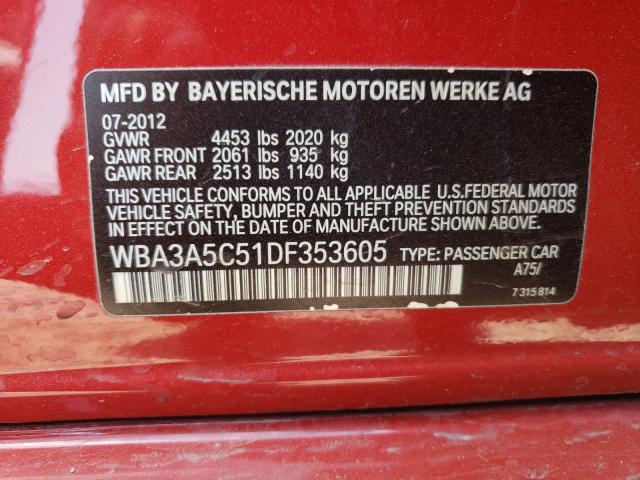 MFD BY BAYERISCHE MOTOREN WERKE AG
07-2012
GVWR 4453 lbs 2020 kg
GAWR FRONT 2061 lbs 935 kg
GAWR REAR 2513 lbs 1140 kg
THIS VEHICLE CONFORMS TO ALL APPLICABLE U.S.FEDERAL MOTOR
VEHICLE SAFETY, BUMPER AND THEFT PREVENTION STANDARDS
IN EFFECT ON THE DATE OF MANUFACTURE SHOWN ABOVE.
WBA3A5C51DF353605 TYPE: PASSENGER CAR
A75/
7 315 814